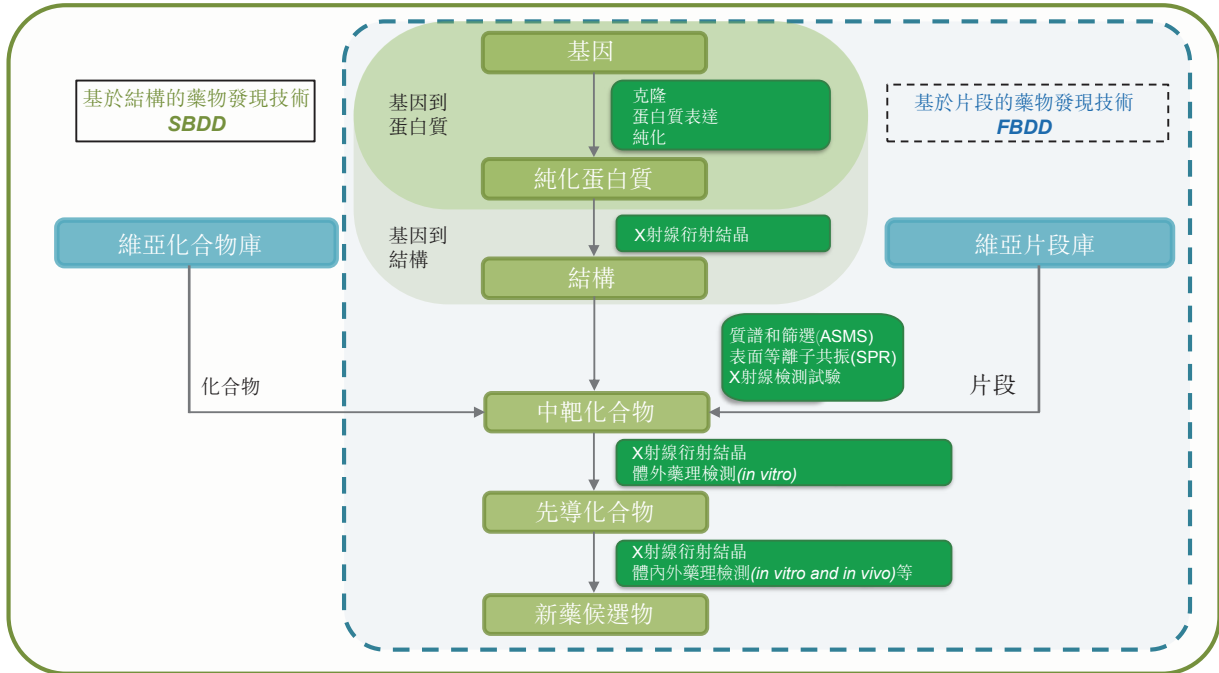 基因
基於結構的藥物發現技術
SBDD
基因到
蛋白質
克隆
蛋白質表達
純化
基於片段的藥物發現技術
FBDD
純化蛋白質
維亞化合物庫
基因到
結構
X射線衍射結晶
維亞片段庫
結構
質譜和篩選(ASMS)
表面等離子共振(SPR)
X射線檢測試驗
化合物
片段
中靶化合物
X射線衍射結晶
體外藥理檢測(in vitro)
先導化合物
X射線衍射結晶
體內外藥理檢測(in vitro and in vivo)等
新藥候選物